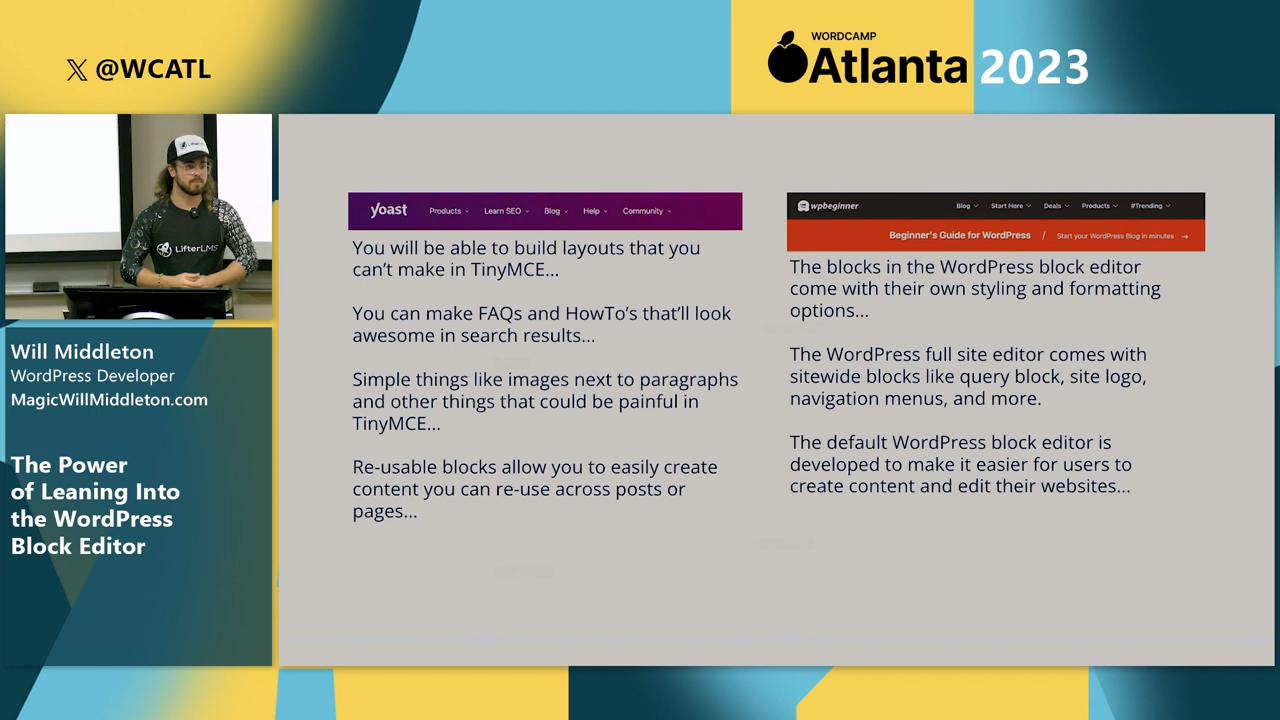 𝕏 @WCATL
WORDCAMP
Atlanta 2023
LifterLMS
Will Middleton
WordPress Developer
MagicWillMiddleton.com
The Power
of Leaning Into
the WordPress
Block Editor
yoast Products Learn SEO Blog Help Community
You will be able to build layouts that you
can’t make in TinyMCE...
You can make FAQs and HowTo’s that’ll look
awesome in search results...
Simple things like images next to paragraphs
and other things that could be painful in
TinyMCE...
Re-usable blocks allow you to easily create
content you can re-use across posts or
pages...
wpbeginner Blog Start Here Deals Products #Trending
Beginner's Guide for WordPress / Start your WordPress Blog in minutes →
The blocks in the WordPress block editor
come with their own styling and formatting
options...
The WordPress full site editor comes with
sitewide blocks like query block, site logo,
navigation menus, and more.
The default WordPress block editor is
developed to make it easier for users to
create content and edit their websites...